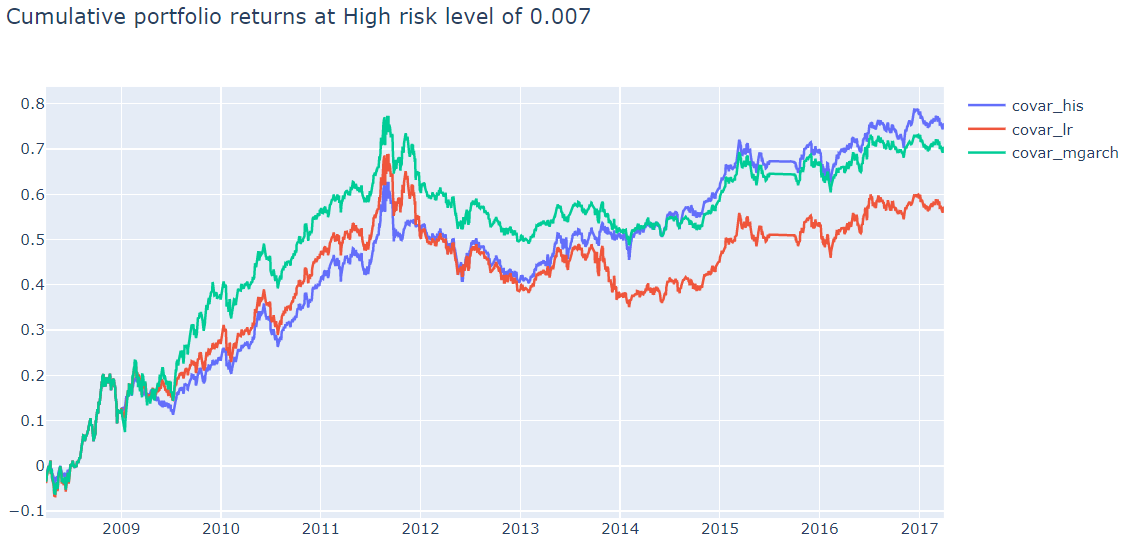 Cumulative portfolio returns at High risk level of 0.007
0.8
0.7
0.6
0.5
0.4
0.3
0.2
0.1
0
−0.1
2009 2010 2011 2012 2013 2014 2015 2016 2017
covar_his
covar_lr
covar_mgarch